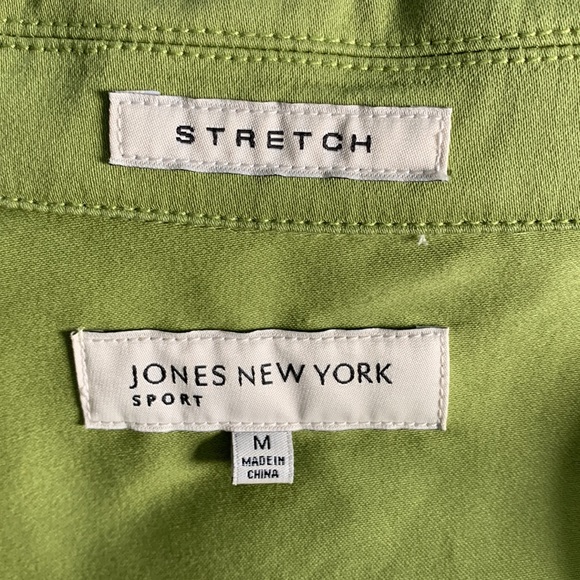 STRETCH
JONES NEW YORK
SPORT
M
MADE IN
CHINA